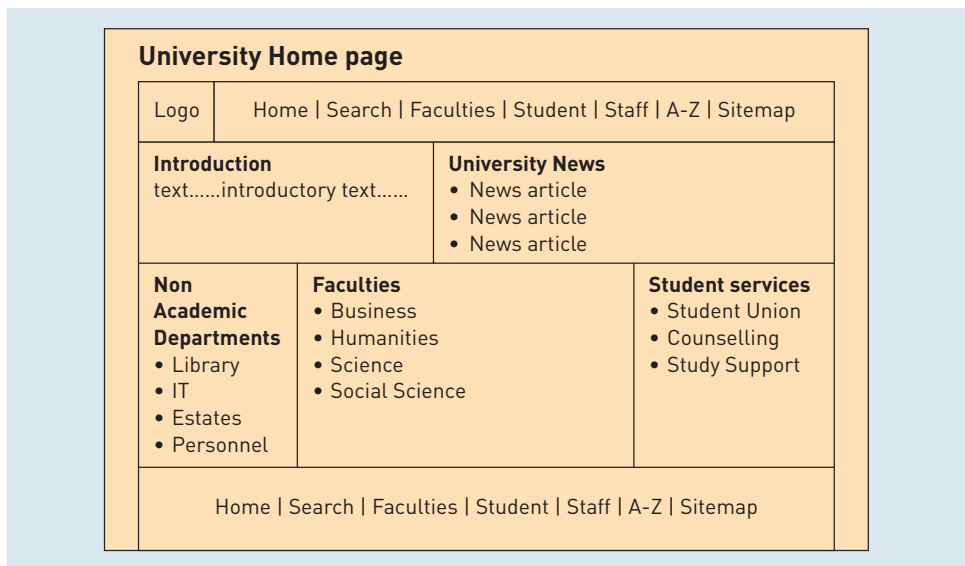 University Home page
Logo
Home | Search | Faculties | Student | Staff | A-Z | Sitemap
Introduction
text......introductory text......
University News
• News article
• News article
• News article
Non
Academic
Departments
• Library
• IT
• Estates
• Personnel
Faculties
• Business
• Humanities
• Science
• Social Science
Student services
• Student Union
• Counselling
• Study Support
Home | Search | Faculties | Student | Staff | A-Z | Sitemap